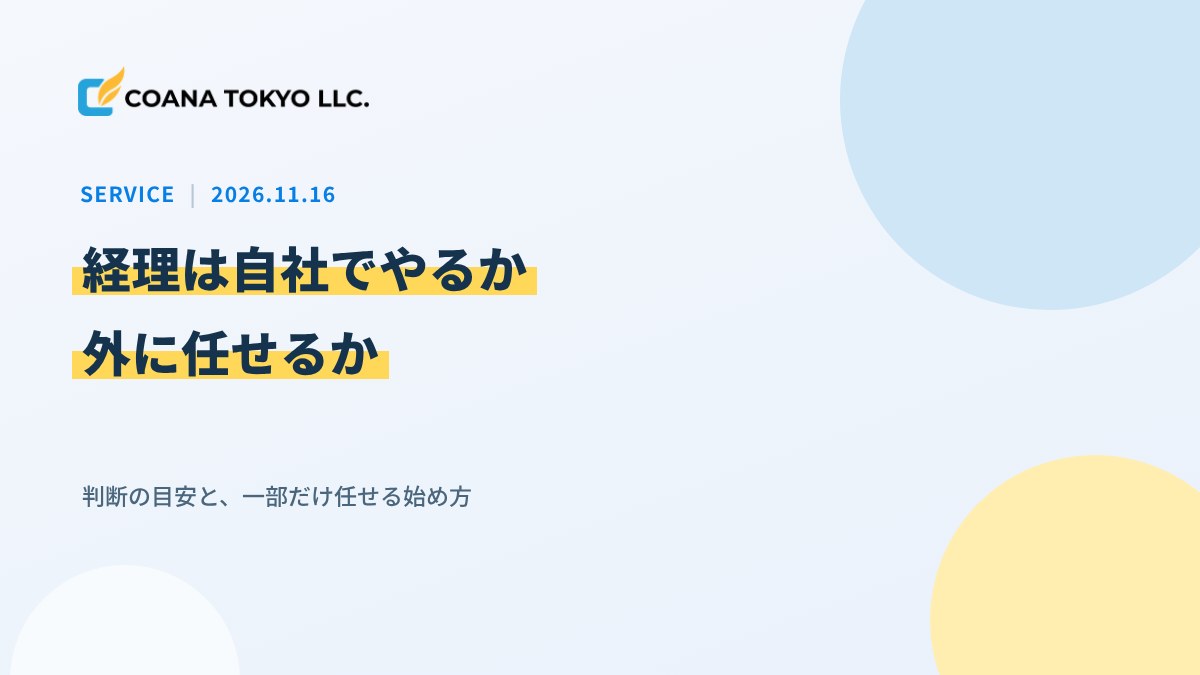 COANA TOKYO LLC.
SERVICE | 2026.11.16
経理は自社でやるか
外に任せるか
判断の目安と、一部だけ任せる始め方